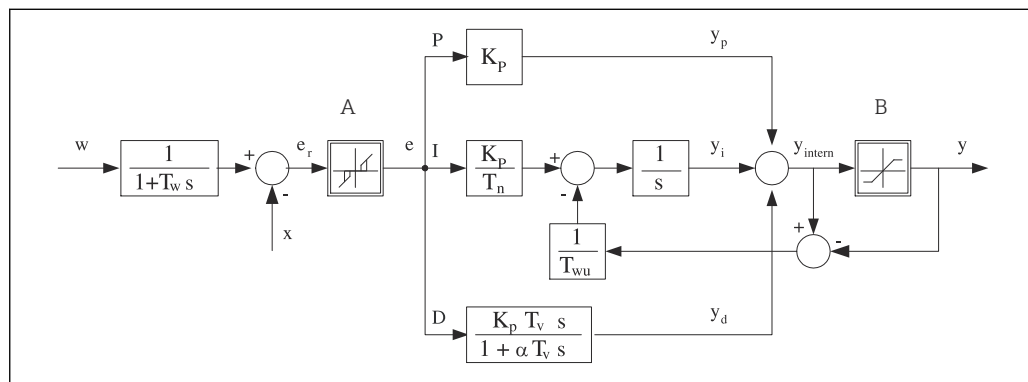 P
y_p
K_P
A
B
w
1
1+T_w s
+
-
e_r
e
I
K_P
T_n
+
-
1
s
y_i
y_intern
y
x
1
T_wu
+
-
D
K_p T_v s
1 + α T_v s
y_d